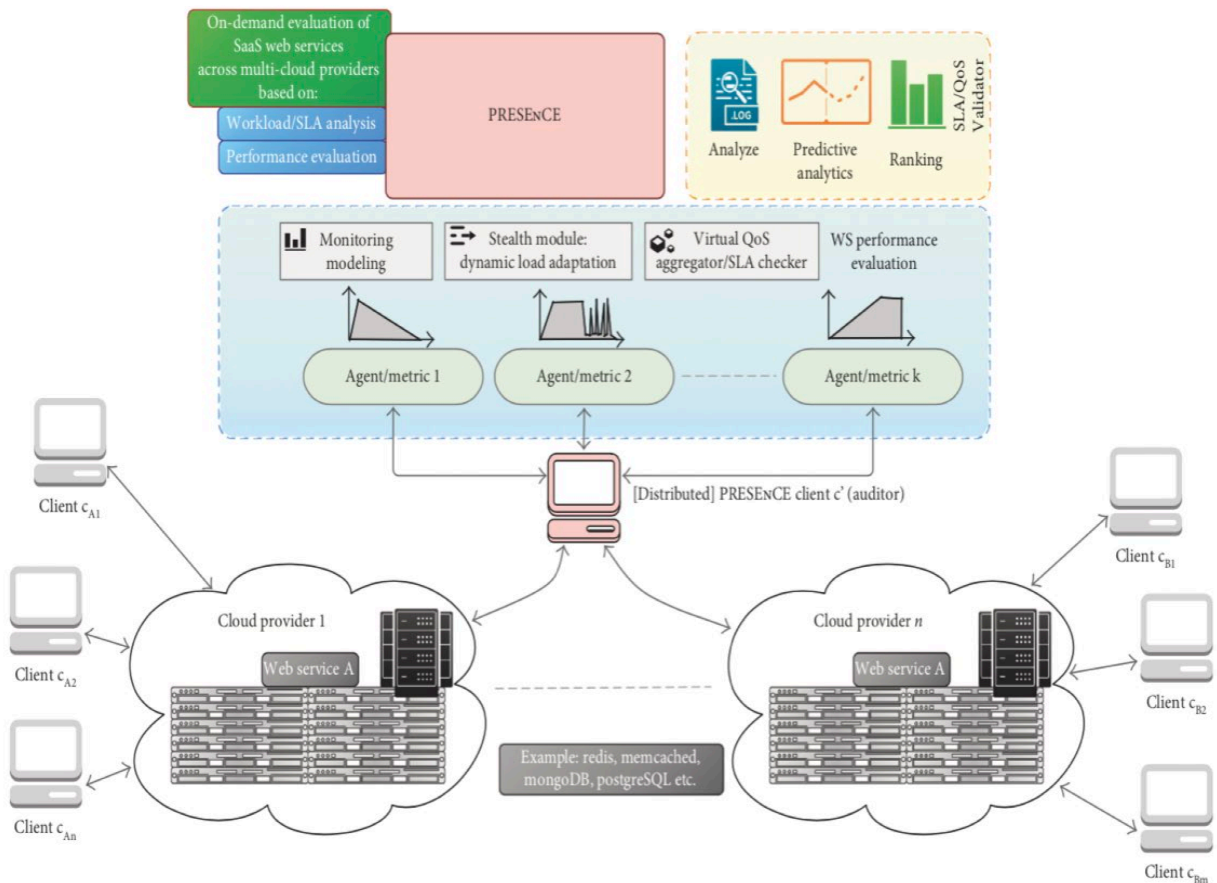 On-demand evaluation of
SaaS web services
across multi-cloud providers
based on:
Workload/SLA analysis
Performance evaluation
PRESENCE
.LOG
Analyze
Predictive
analytics
Ranking
SLA/QoS
Validator
Monitoring
modeling
Stealth module:
dynamic load adaptation
Virtual QoS
aggregator/SLA checker
WS performance
evaluation
Agent/metric 1
Agent/metric 2
Agent/metric k
[Distributed] PRESENCE client c' (auditor)
Client cA1
Client cA2
Client cAn
Cloud provider 1
Web service A
Example: redis, memcached,
mongoDB, postgreSQL etc.
Cloud provider n
Web service A
Client cB1
Client cB2
Client cBm